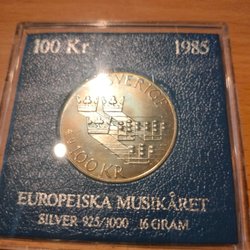 100 Kr 1985
SVERIGE
100 KR
EUROPEISKA MUSIKÅRET
SILVER 925/1000 16 GRAM